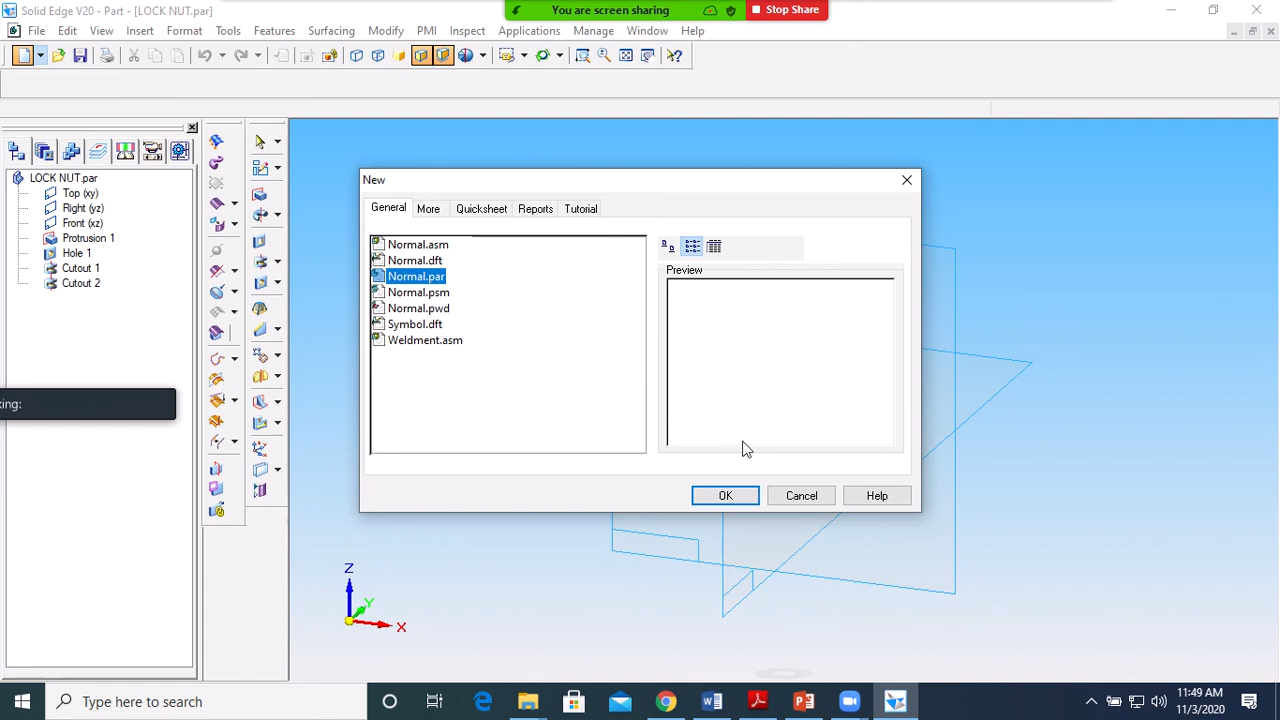 Solid Edge V20 - Part - [LOCK NUT.par]
You are screen sharing
Stop Share
File Edit View Insert Format Tools Features Surfacing Modify PMI Inspect Applications Manage Window Help
LOCK NUT.par
Top (xy)
Right (yz)
Front (xz)
Protrusion 1
Hole 1
Cutout 1
Cutout 2
king:
New
General More Quicksheet Reports Tutorial
Normal.asm
Normal.dft
Normal.par
Normal.psm
Normal.pwd
Symbol.dft
Weldment.asm
Preview
OK Cancel Help
Z
Y
X
Type here to search
11:49 AM
11/3/2020